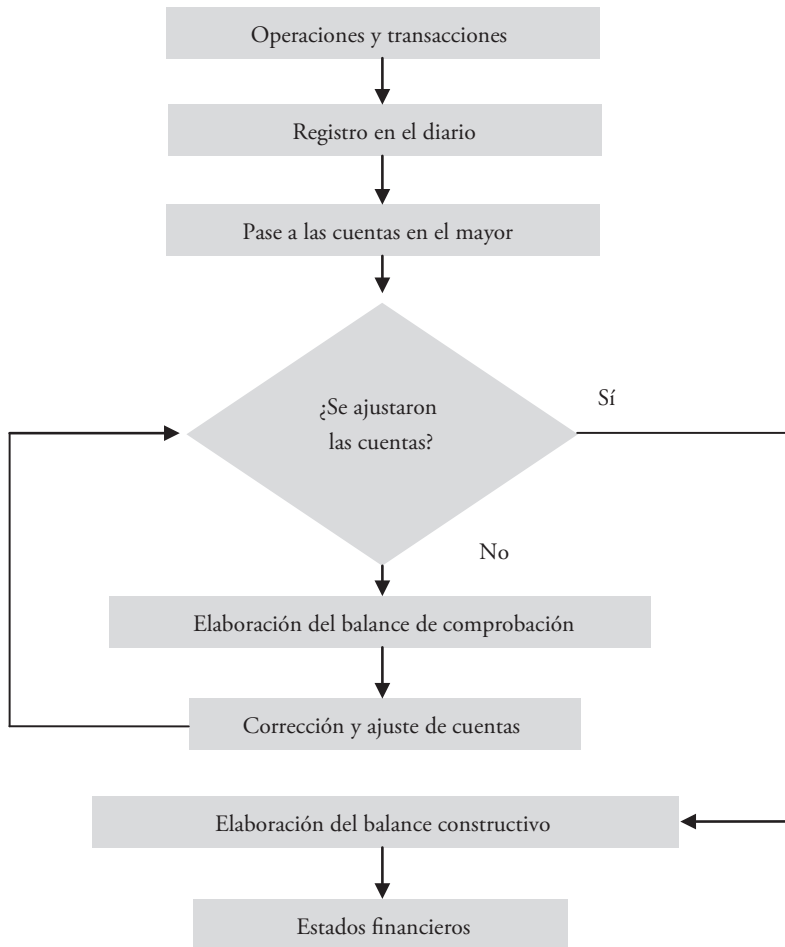 Operaciones y transacciones
Registro en el diario
Pase a las cuentas en el mayor
¿Se ajustaron
las cuentas?
Sí
No
Elaboración del balance de comprobación
Corrección y ajuste de cuentas
Elaboración del balance constructivo
Estados financieros